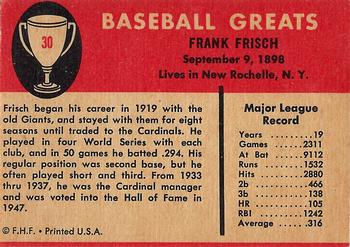 30
BASEBALL GREATS
FRANK FRISCH
September 9, 1898
Lives in New Rochelle, N. Y.
Frisch began his career in 1919 with the
old Giants, and stayed with them for eight
seasons until traded to the Cardinals. He
played in four World Series with each
club, and in 50 games he batted .294. His
regular position was second base, but he
often played short and third. From 1933
thru 1937, he was the Cardinal manager
and was voted into the Hall of Fame in
1947.
© F.H.F. • Printed U.S.A.
Major League
Record
Years - 19
Games - 2311
At Bat - 9112
Runs - 1532
Hits - 2880
2b - 466
3b - 138
HR - 105
RBI - 1242
Average - .316